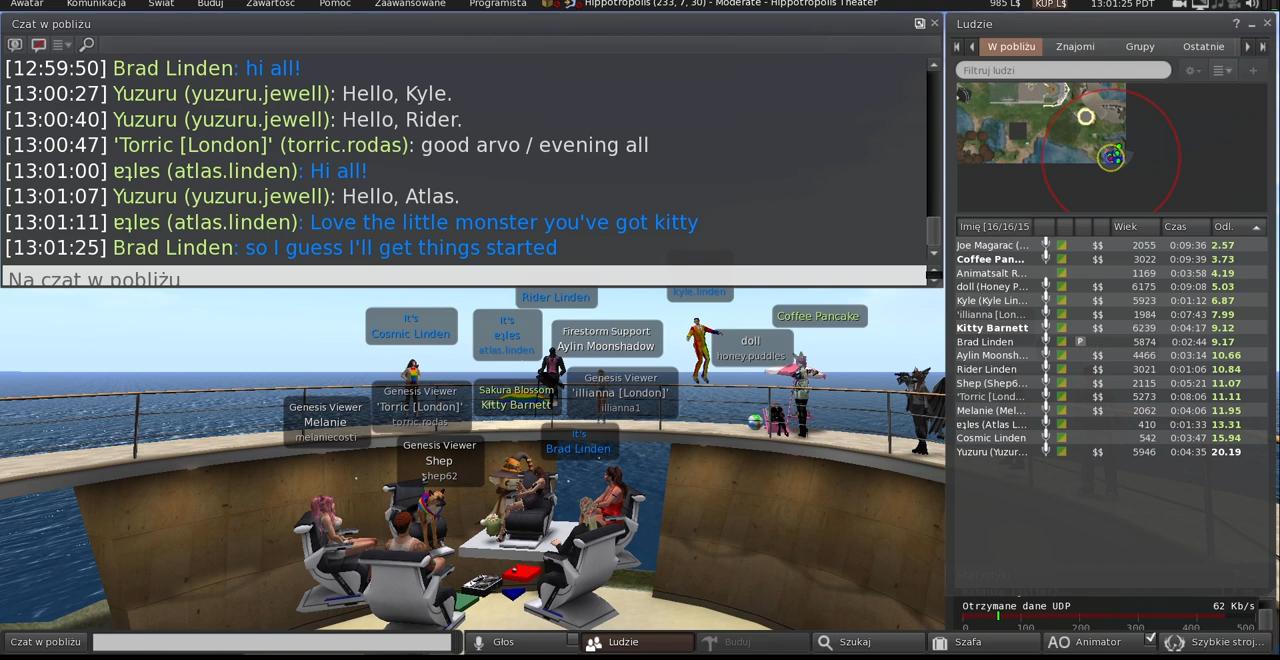 Awatar Komunikacja Świat Buduj Zawartość Pomoc Zaawansowane Programista Hippotropolis (233, 7, 30) - Moderate - Hippotropolis Theater 985 L$ KUP L$ 13:01:25 PDT
Czat w pobliżu
[12:59:50] Brad Linden: hi all!
[13:00:27] Yuzuru (yuzuru.jewell): Hello, Kyle.
[13:00:40] Yuzuru (yuzuru.jewell): Hello, Rider.
[13:00:47] 'Torric [London]' (torric.rodas): good arvo / evening all
[13:01:00] ɐʇlɐs (atlas.linden): Hi all!
[13:01:07] Yuzuru (yuzuru.jewell): Hello, Atlas.
[13:01:11] ɐʇlɐs (atlas.linden): Love the little monster you've got kitty
[13:01:25] Brad Linden: so I guess I'll get things started
Na czat w pobliżu
Rider Linden
kyle.linden
It's
Cosmic Linden
It's
ɐʇlɐs
atlas.linden
Firestorm Support
Aylin Moonshadow
Coffee Pancake
doll
honey.puddles
Genesis Viewer
Melanie
melaniecosti
Genesis Viewer
'Torric [London]'
torric.rodas
Sakura Blossom
Kitty Barnett
Genesis Viewer
'illianna [London]'
illianna1
Genesis Viewer
Shep
shep62
It's
Brad Linden
Ludzie
W pobliżu Znajomi Grupy Ostatnie
Filtruj ludzi
Imię [16/16/15 Wiek Czas Odl.
Joe Magarac (... $$ 2055 0:09:36 2.57
Coffee Pan... $$ 3022 0:09:39 3.73
Animatsalt R... 1169 0:03:58 4.19
doll (Honey P... $$ 6175 0:09:08 5.03
Kyle (Kyle Lin... $$ 5923 0:01:12 6.87
'illianna [Lon... $$ 1984 0:07:43 7.99
Kitty Barnett $$ 6239 0:04:17 9.12
Brad Linden P 5874 0:02:44 9.17
Aylin Moonsh... $$ 4466 0:03:14 10.66
Rider Linden $$ 3021 0:01:06 10.84
Shep (Shep6... $$ 2115 0:05:21 11.07
'Torric [Lond... $$ 5273 0:08:06 11.11
Melanie (Mel... $$ 2062 0:04:06 11.95
ɐʇlɐs (Atlas L... 410 0:01:33 13.31
Cosmic Linden 542 0:03:47 15.94
Yuzuru (Yuzur... $$ 5946 0:04:35 20.19
Otrzymane dane UDP 62 Kb/s
0 100 200 300 400 500
Czat w pobliżu Głos Ludzie Buduj Szukaj Szafa AO Animator Szybkie stroj...